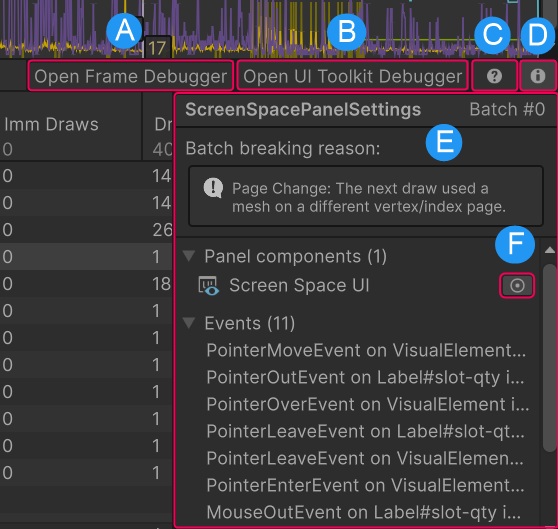 A
B
C
D
17
Open Frame Debugger
Open UI Toolkit Debugger
?
i
Imm Draws
Dr
0
40
0
14
0
14
0
26
0
1
0
18
0
1
0
1
0
1
0
1
0
1
0
1
0
1
ScreenSpacePanelSettings
Batch #0
E
Batch breaking reason:
! Page Change: The next draw used a
mesh on a different vertex/index page.
F
Panel components (1)
Screen Space UI
Events (11)
PointerMoveEvent on VisualElement...
PointerOutEvent on Label#slot-qty i...
PointerOverEvent on VisualElement i...
PointerLeaveEvent on Label#slot-qt...
PointerLeaveEvent on VisualElemen...
PointerEnterEvent on VisualElement...
MouseOutEvent on Label#slot-qty i...